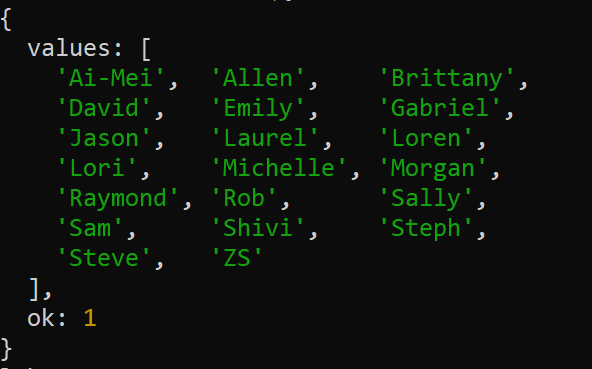 {
  values: [
    'Ai-Mei',  'Allen',    'Brittany',
    'David',   'Emily',    'Gabriel',
    'Jason',   'Laurel',   'Loren',
    'Lori',    'Michelle', 'Morgan',
    'Raymond', 'Rob',      'Sally',
    'Sam',     'Shivi',    'Steph',
    'Steve',   'ZS'
  ],
  ok: 1
}